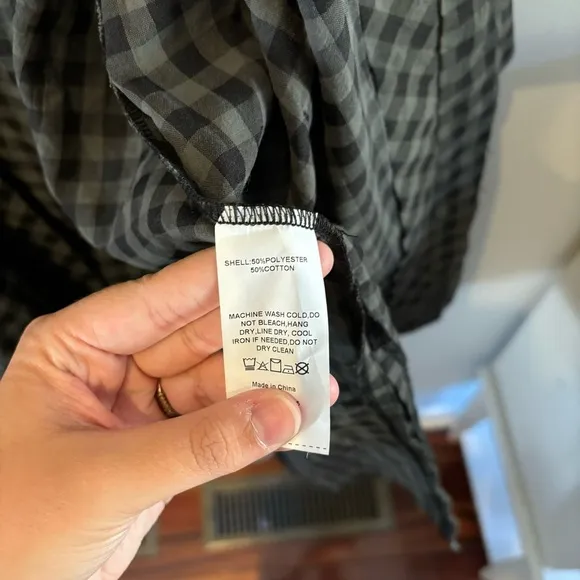 SHELL:50%POLYESTER
50%COTTON
MACHINE WASH COLD,DO
NOT BLEACH,HANG
DRY,LINE DRY, COOL
IRON IF NEEDED,DO NOT
DRY CLEAN
Made in China